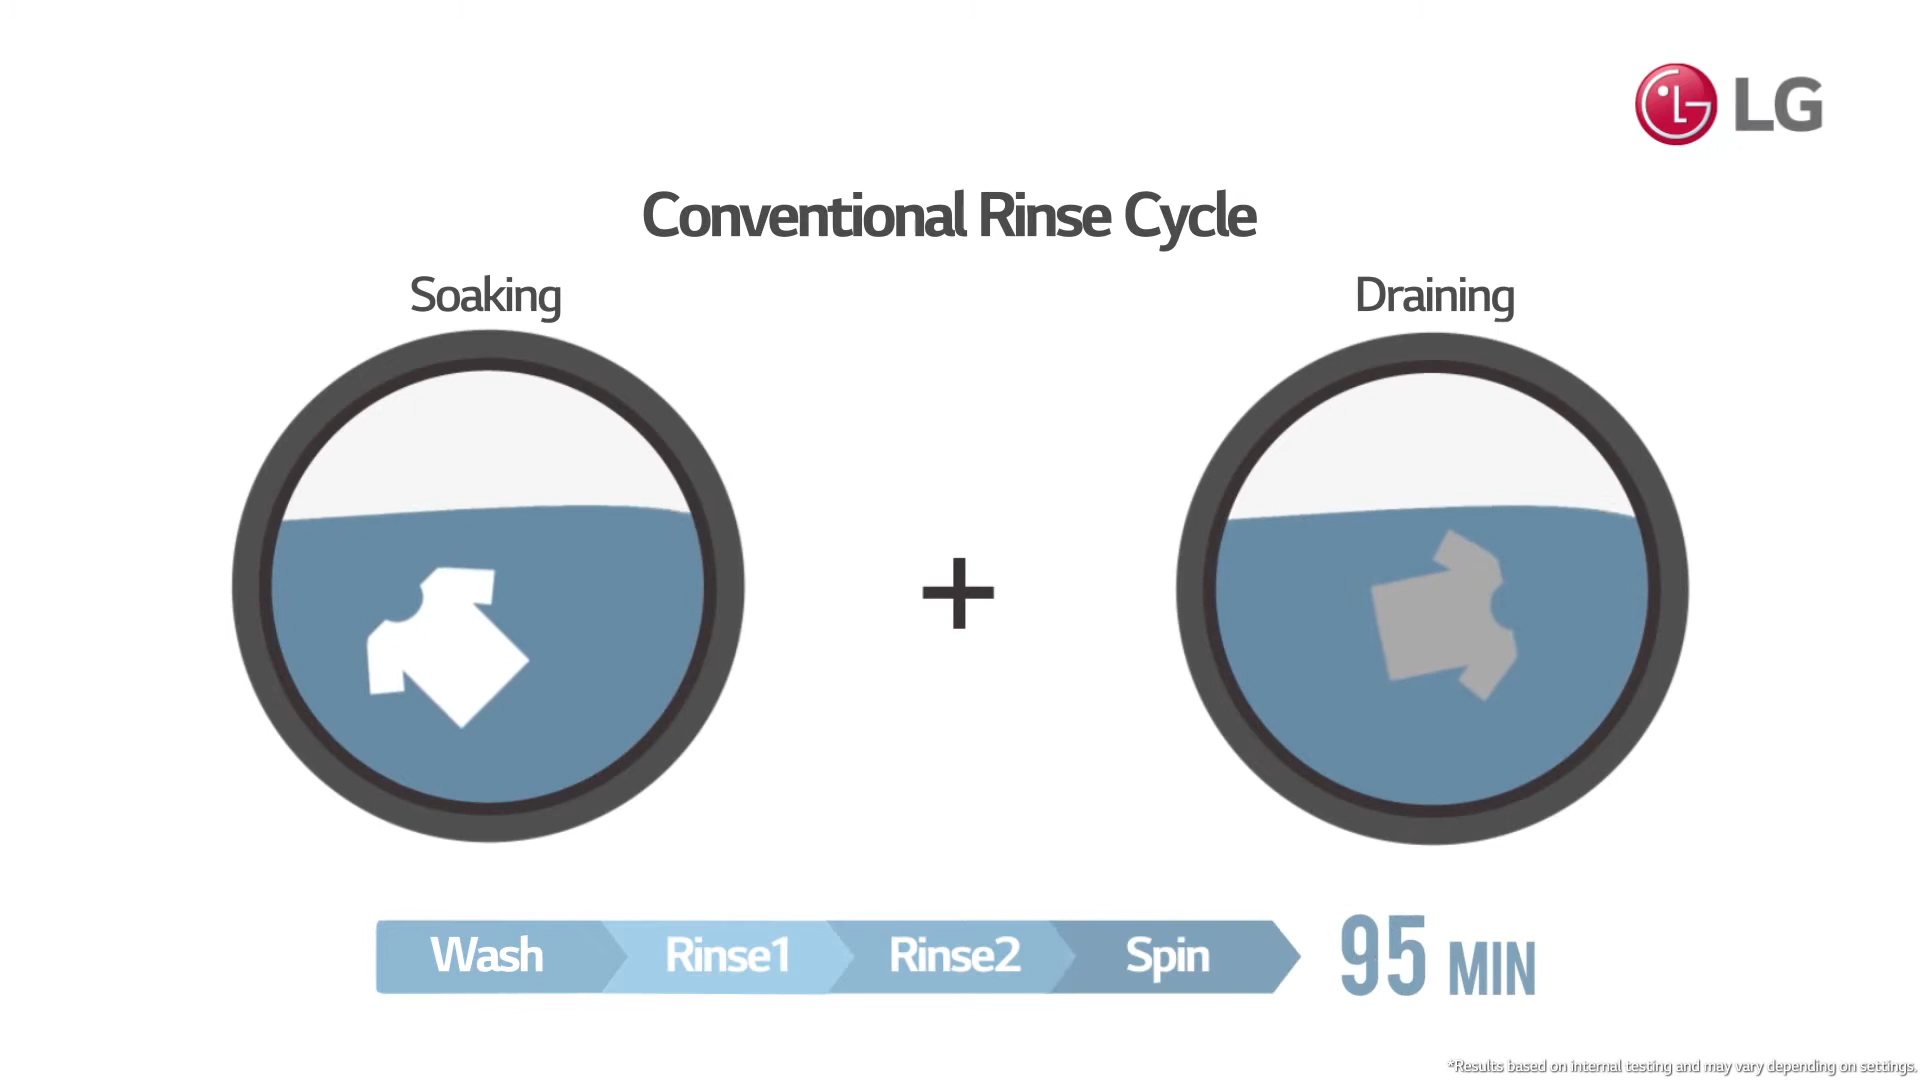 LG
Conventional Rinse Cycle
Soaking
Draining
+
Wash Rinse1 Rinse2 Spin 95 MIN
*Results based on internal testing and may vary depending on settings.